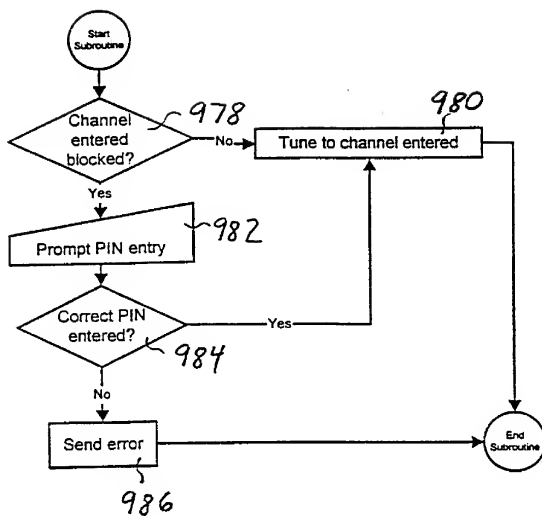 Start
Subroutine
978
Channel
entered
blocked?
No
980
Tune to channel entered
Yes
982
Prompt PIN entry
Correct PIN
entered?
984
Yes
No
Send error
986
End
Subroutine